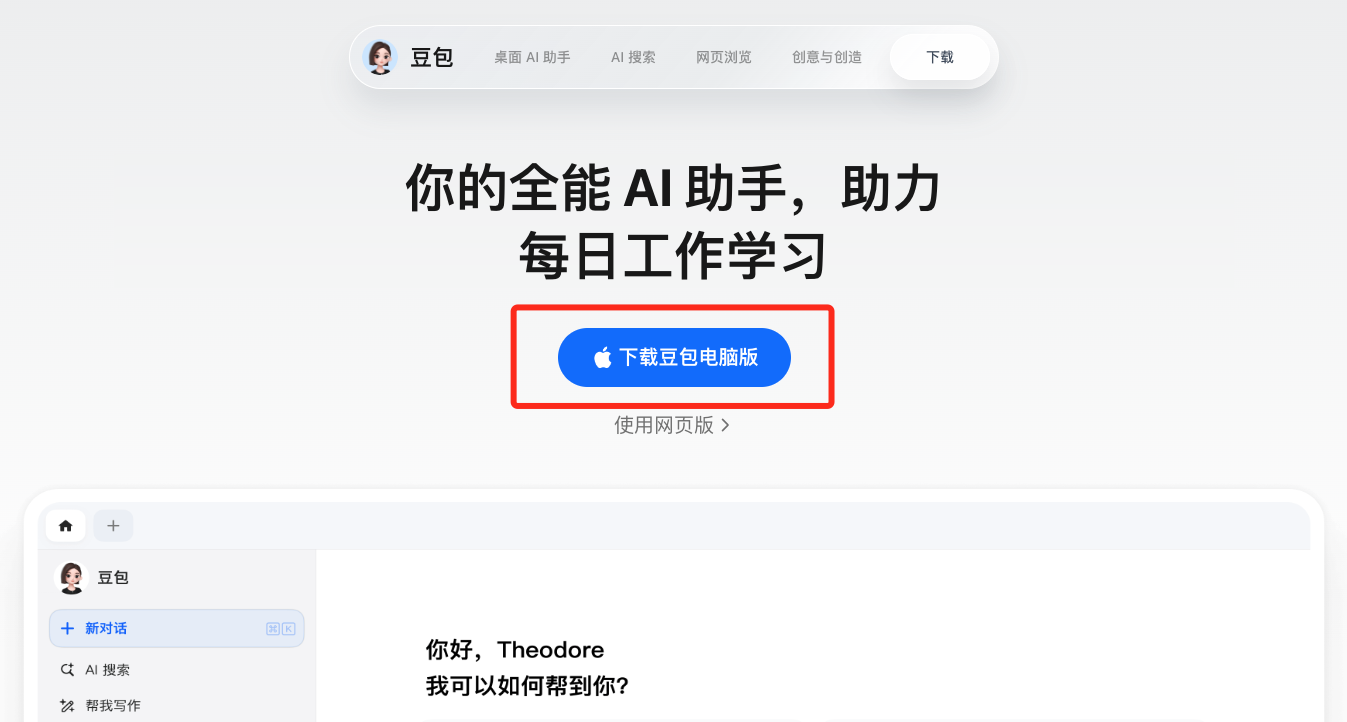 豆包 桌面 AI 助手 AI 搜索 网页浏览 创意与创造 下载
你的全能 AI 助手，助力
每日工作学习
下载豆包电脑版
使用网页版 >
豆包
+ 新对话 ⌘ K
AI 搜索
帮我写作
你好，Theodore
我可以如何帮到你?